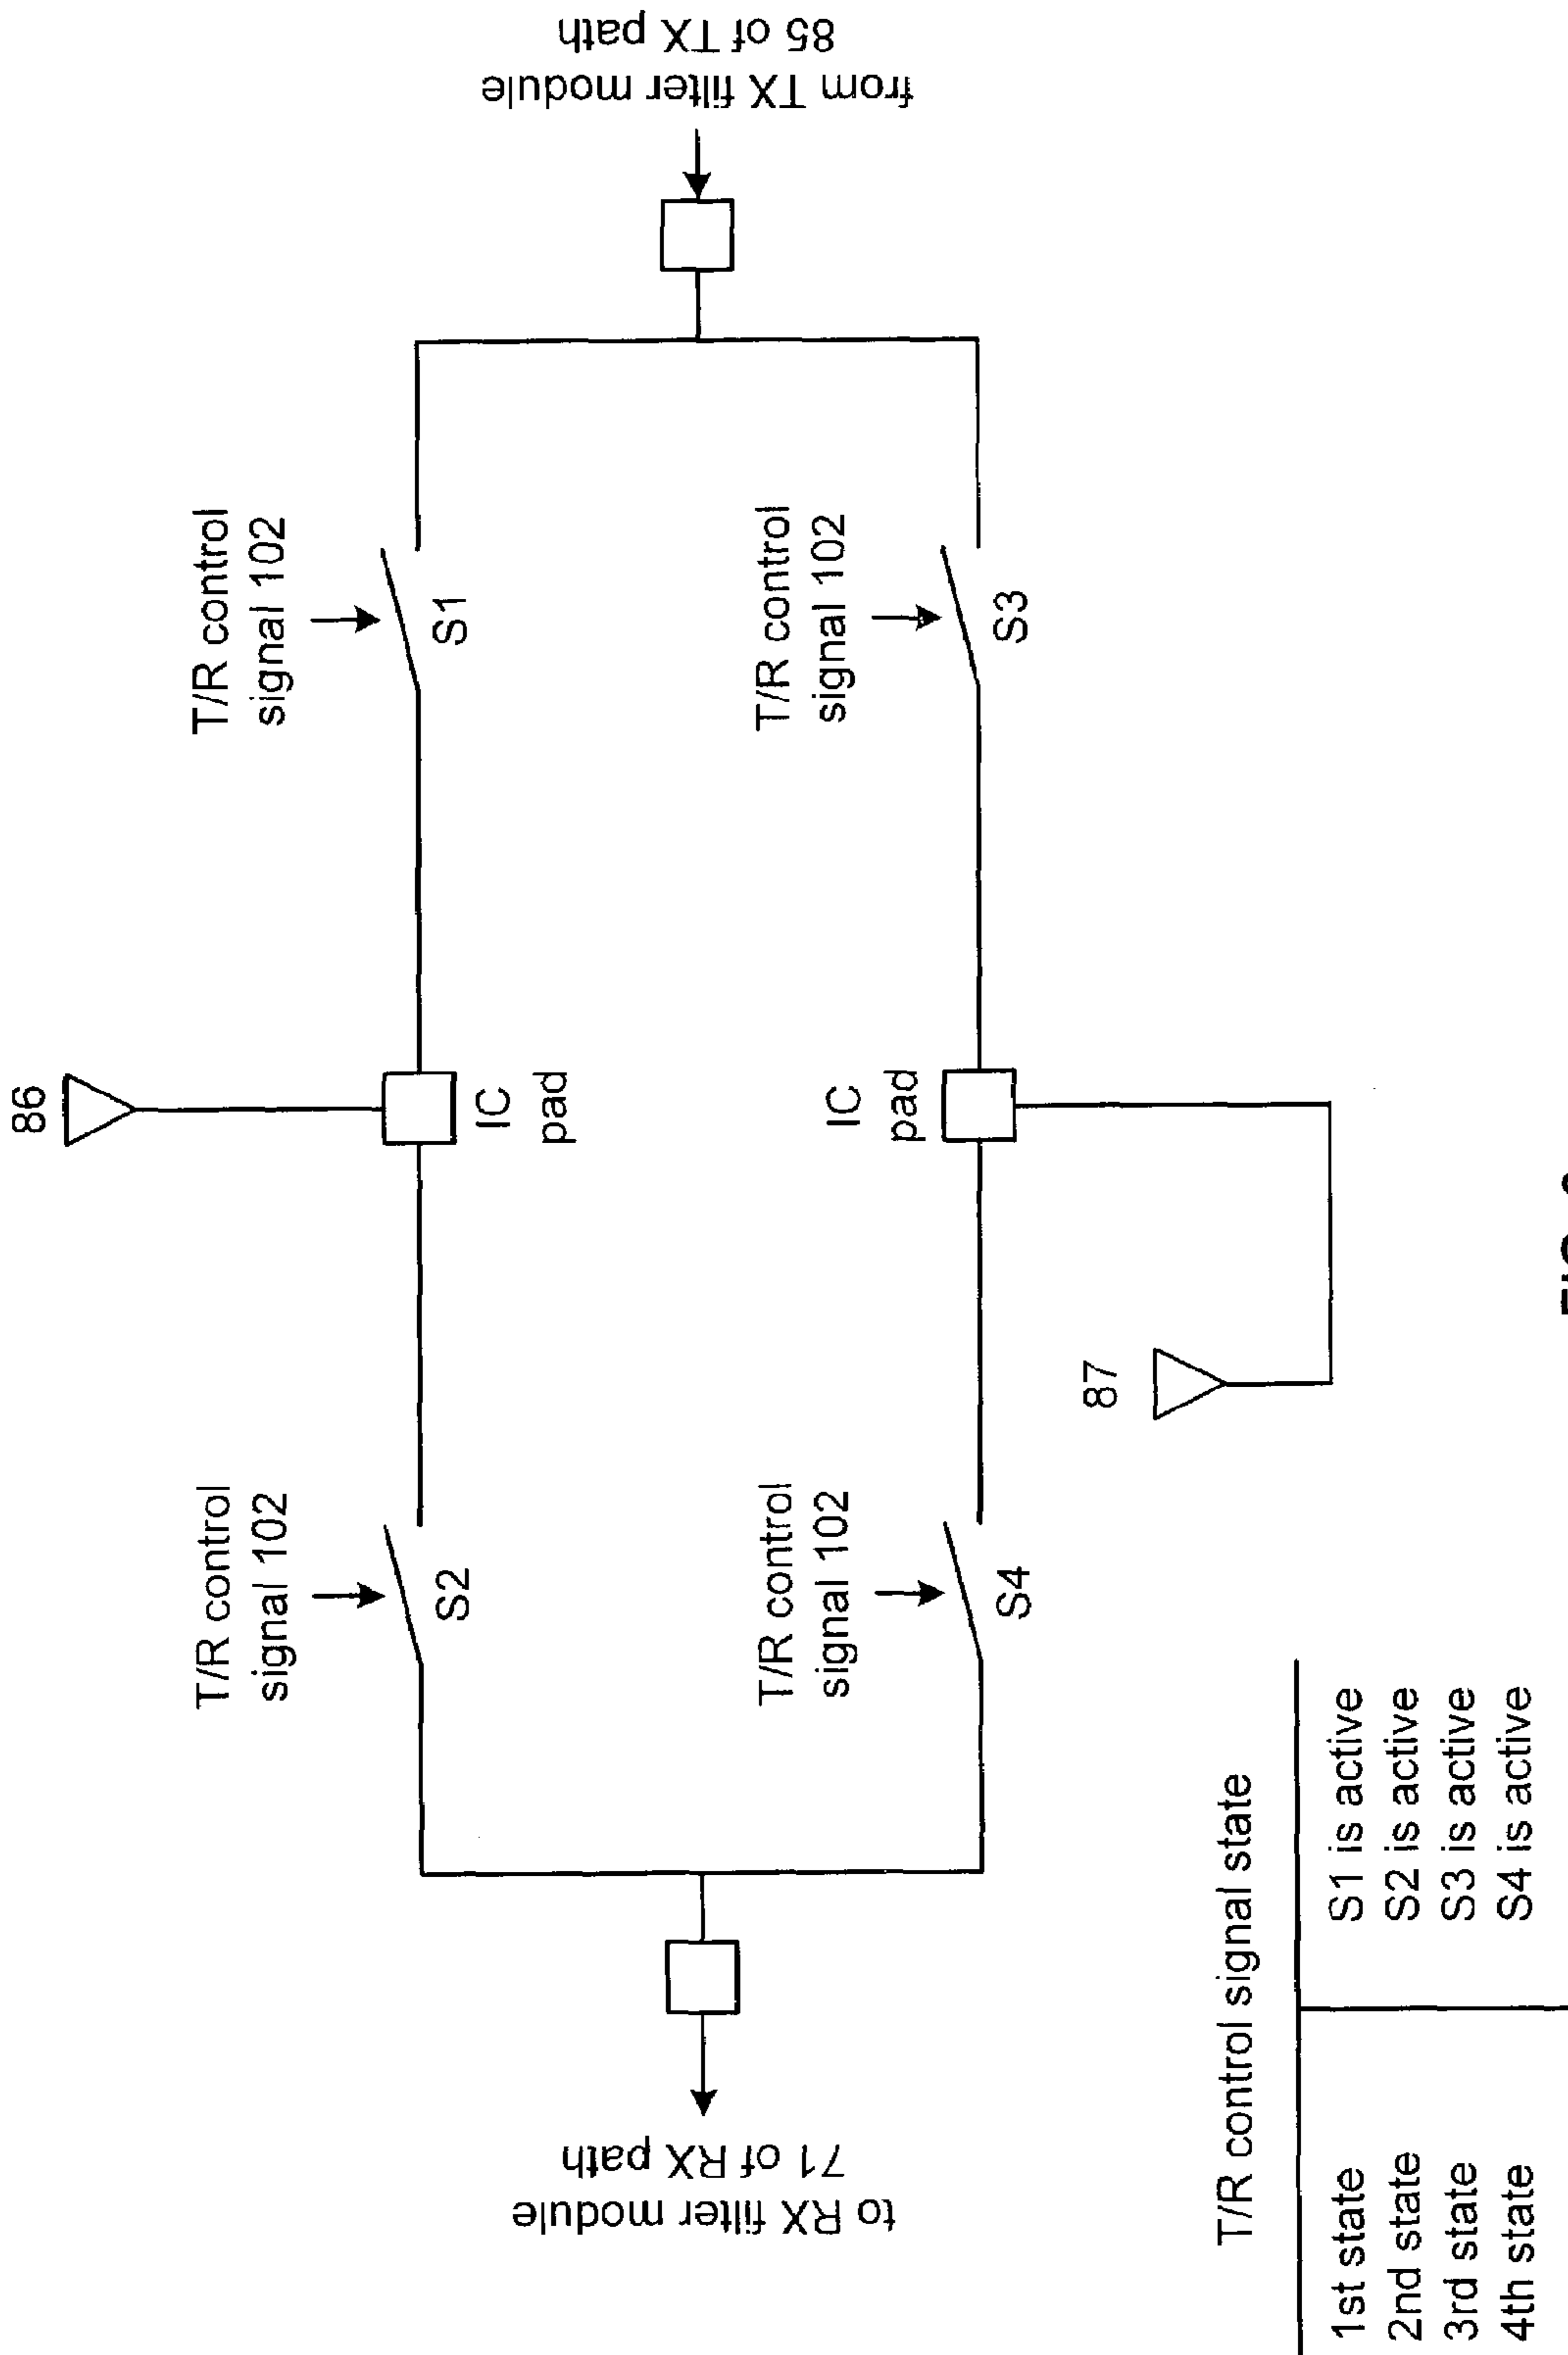 86
T/R control
signal 102
S2
T/R control
signal 102
S1
IC
pad
to RX filter module
71 of RX path
from TX filter module
85 of TX path
T/R control
signal 102
S4
IC
pad
T/R control
signal 102
S3
87
T/R control signal state
1st state S1 is active
2nd state S2 is active
3rd state S3 is active
4th state S4 is active